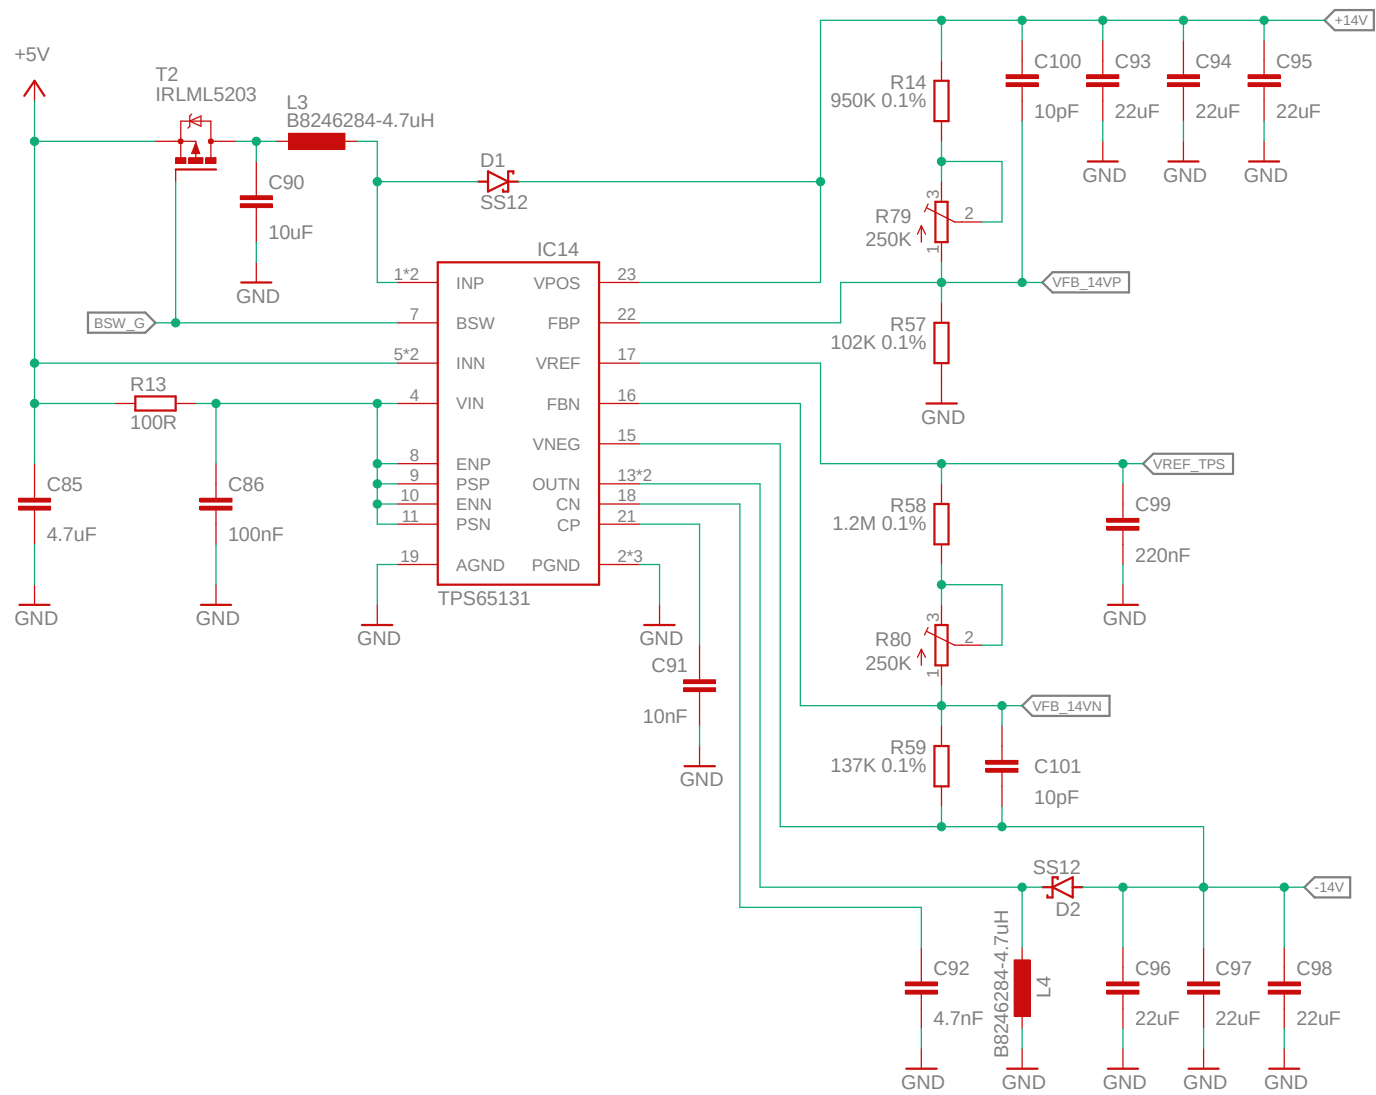 +5V
T2
IRLML5203
L3
B8246284-4.7uH
C90
10uF
GND
D1
SS12
BSW_G
R13
100R
C85
4.7uF
GND
C86
100nF
GND
IC14
1*2
INP
7
BSW
5*2
INN
4
VIN
8
ENP
9
PSP
10
ENN
11
PSN
19
AGND
VPOS
23
FBP
22
VREF
17
FBN
16
VNEG
15
OUTN
13*2
CN
18
CP
21
PGND
2*3
TPS65131
GND
GND
C91
10nF
GND
+14V
R14
950K 0.1%
R79
250K
3
2
1
C100
10pF
C93
22uF
GND
C94
22uF
GND
C95
22uF
GND
VFB_14VP
R57
102K 0.1%
GND
VREF_TPS
R58
1.2M 0.1%
C99
220nF
GND
R80
250K
3
2
1
VFB_14VN
R59
137K 0.1%
C101
10pF
SS12
D2
-14V
C92
4.7nF
GND
B8246284-4.7uH
L4
GND
C96
22uF
GND
C97
22uF
GND
C98
22uF
GND